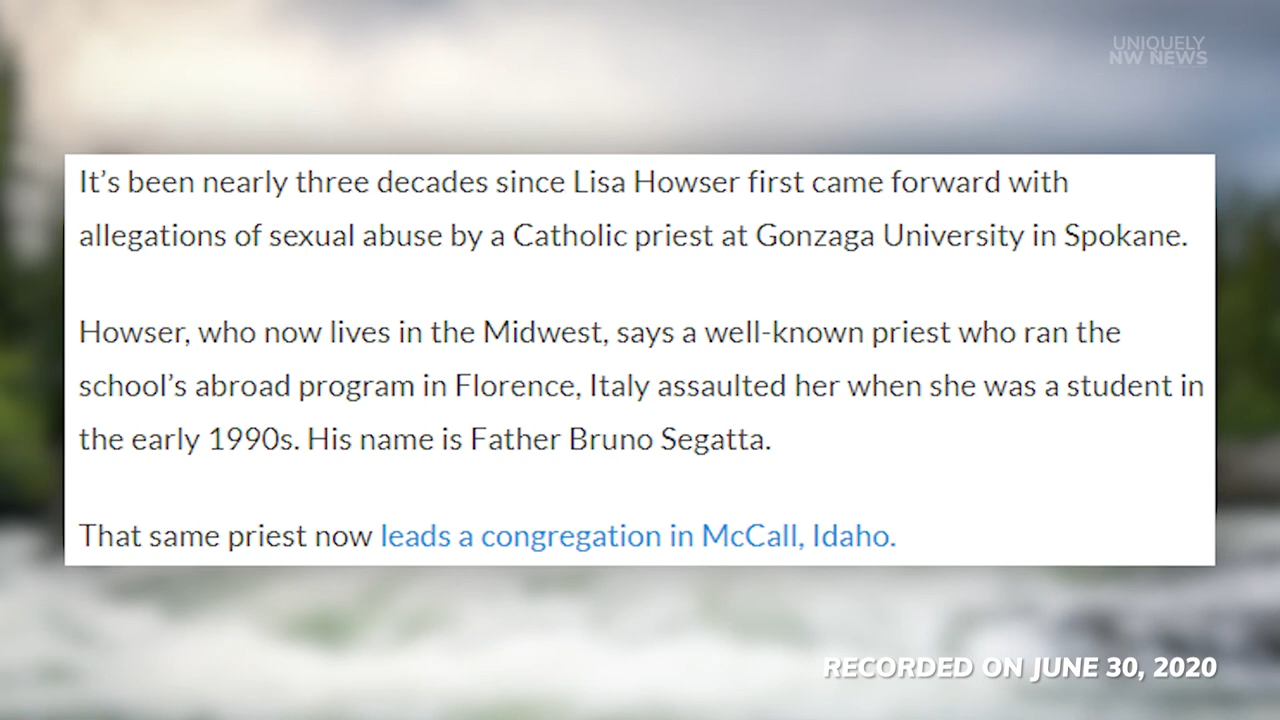 UNIQUELY
NW NEWS
It's been nearly three decades since Lisa Howser first came forward with
allegations of sexual abuse by a Catholic priest at Gonzaga University in Spokane.
Howser, who now lives in the Midwest, says a well-known priest who ran the
school's abroad program in Florence, Italy assaulted her when she was a student in
the early 1990s. His name is Father Bruno Segatta.
That same priest now leads a congregation in McCall, Idaho.
RECORDED ON JUNE 30, 2020